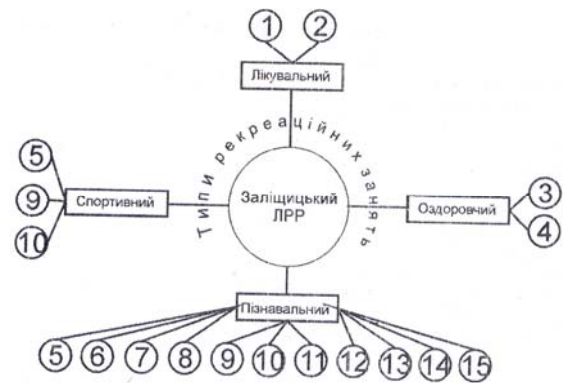 1 2
Лікувальний
Типи рекреаційних занять
5
9
10
Спортивний
Заліщицький
ЛРР
Оздоровчий
3
4
Пізнавальний
5 6 7 8 9 10 11 12 13 14 15